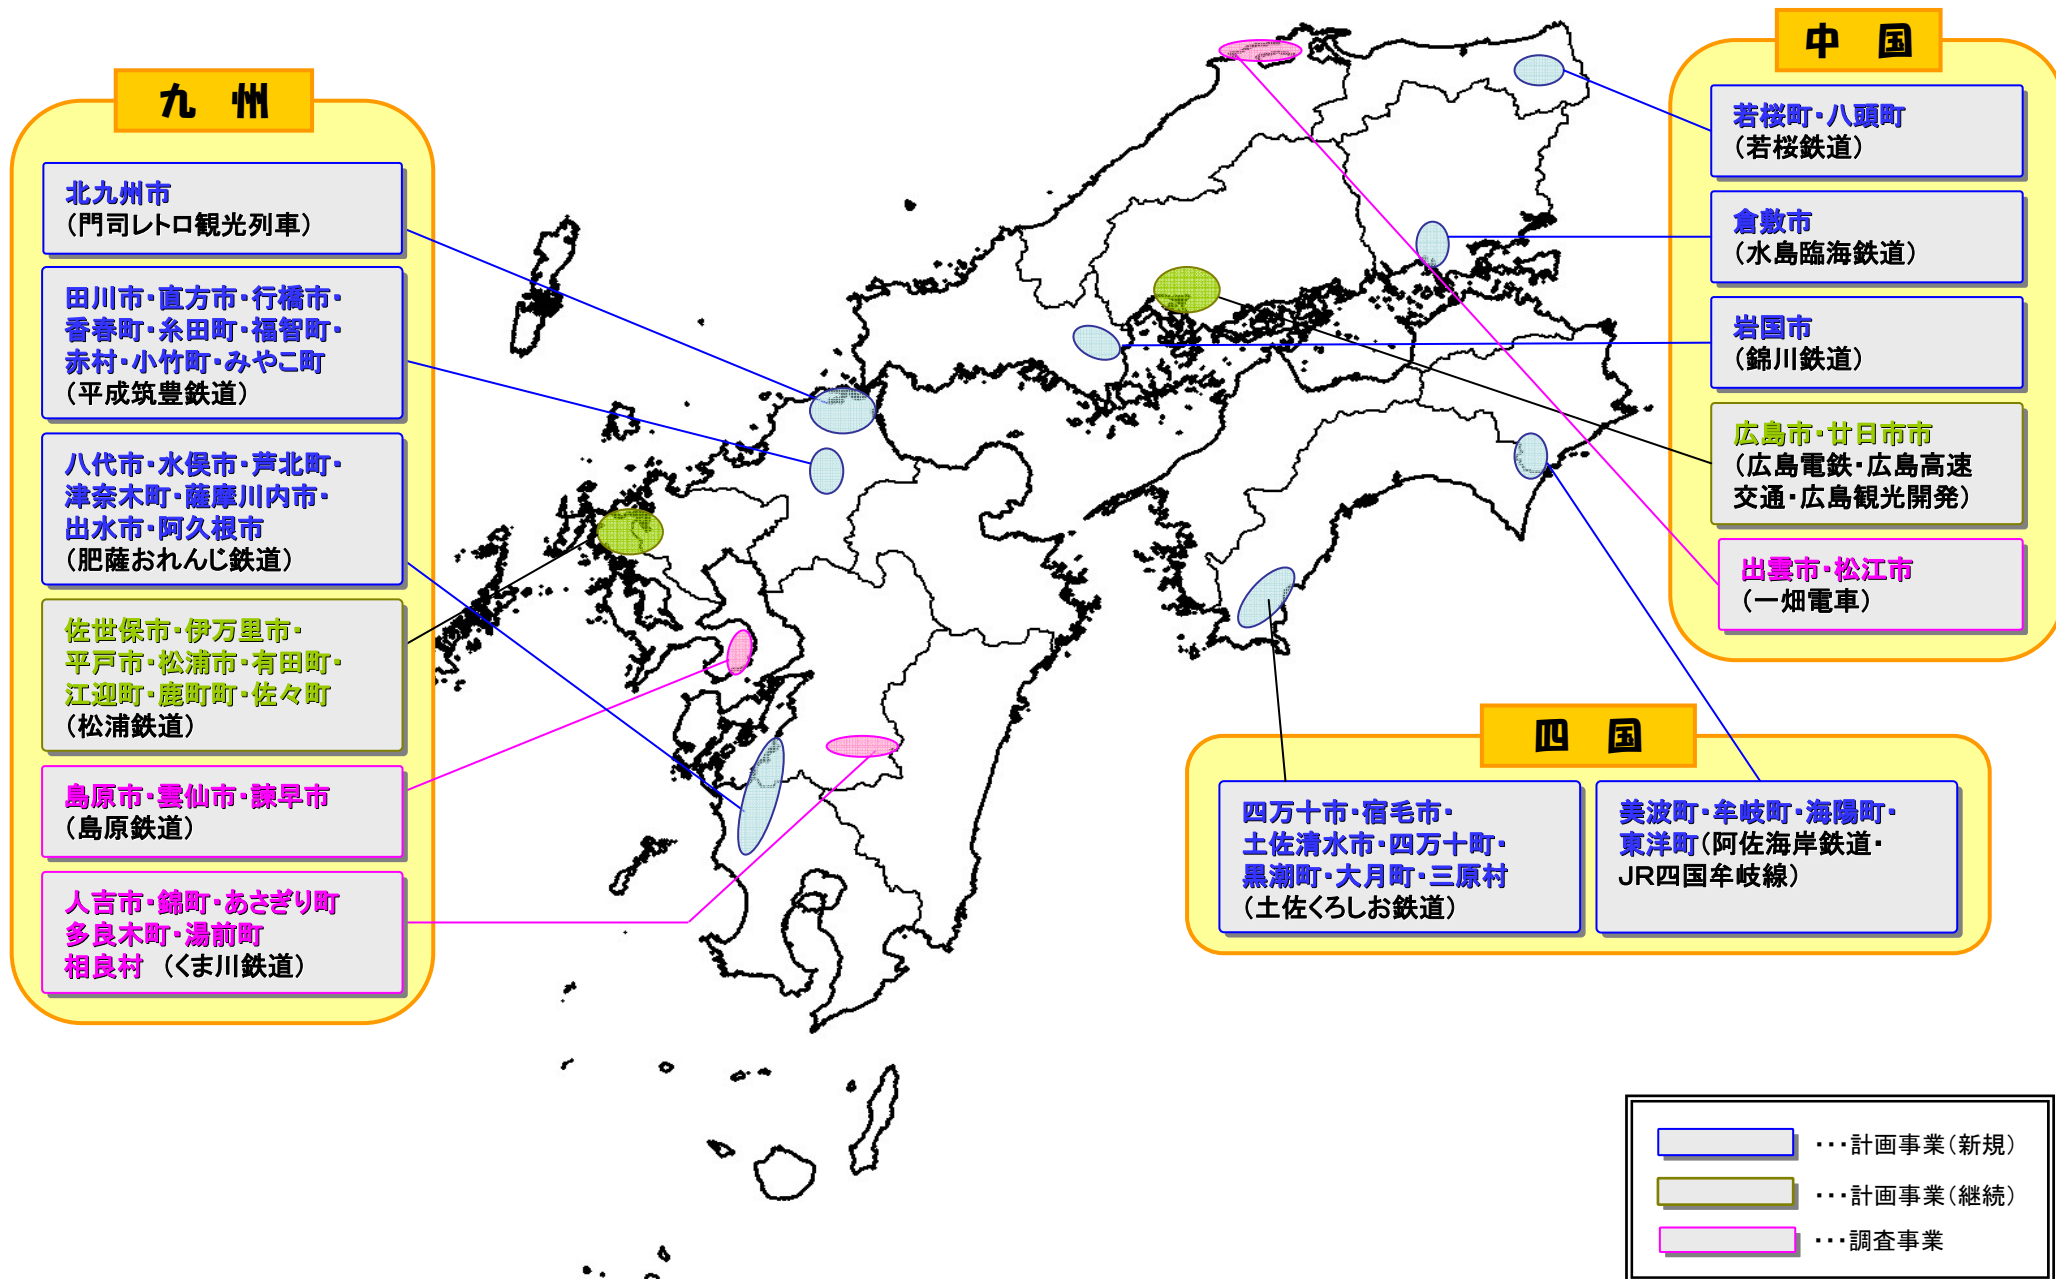 九 州
北九州市
（門司レトロ観光列車）
田川市・直方市・行橋市・
香春町・糸田町・福智町・
赤村・小竹町・みやこ町
（平成筑豊鉄道）
八代市・水俣市・芦北町・
津奈木町・薩摩川内市・
出水市・阿久根市
（肥薩おれんじ鉄道）
佐世保市・伊万里市・
平戸市・松浦市・有田町・
江迎町・鹿町町・佐々町
（松浦鉄道）
島原市・雲仙市・諫早市
（島原鉄道）
人吉市・錦町・あさぎり町
多良木町・湯前町
相良村 （くま川鉄道）
中 国
若桜町・八頭町
（若桜鉄道）
倉敷市
（水島臨海鉄道）
岩国市
（錦川鉄道）
広島市・廿日市市
（広島電鉄・広島高速
交通・広島観光開発）
出雲市・松江市
（一畑電車）
四 国
四万十市・宿毛市・
土佐清水市・四万十町・
黒潮町・大月町・三原村
（土佐くろしお鉄道）
美波町・牟岐町・海陽町・
東洋町（阿佐海岸鉄道・
ＪＲ四国牟岐線）
・・・計画事業（新規）
・・・計画事業（継続）
・・・調査事業